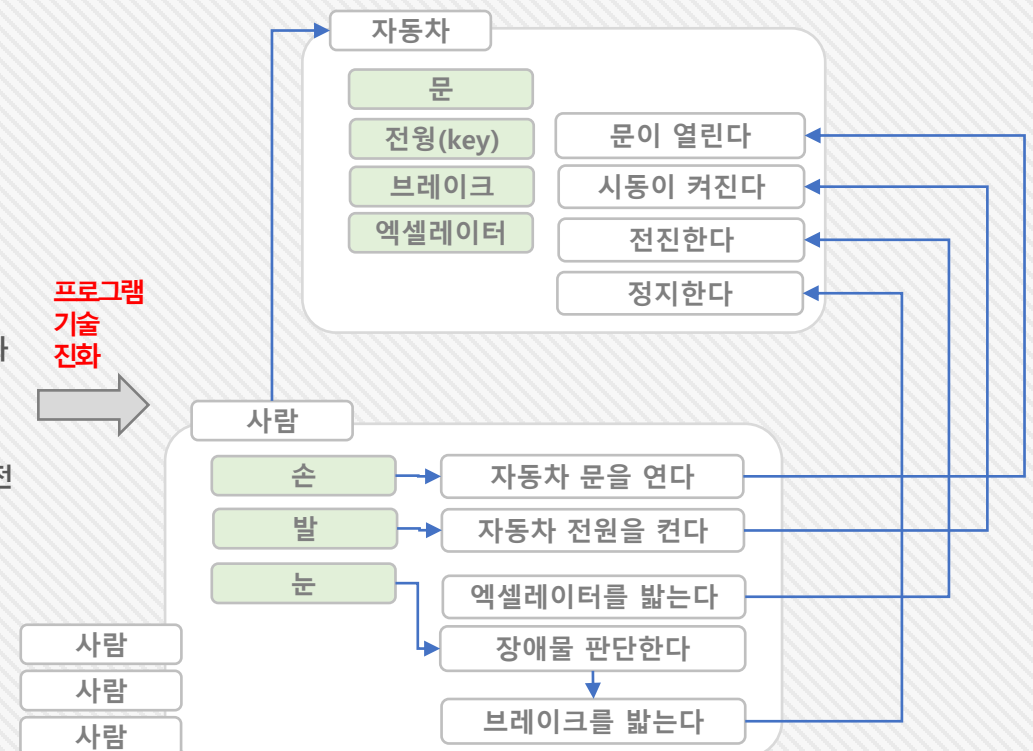 자동차
문
전웡(key)
브레이크
엑셀레이터
문이 열린다
시동이 켜진다
전진한다
정지한다
프로그램
기술
진화
사람
손
발
눈
자동차 문을 연다
자동차 전원을 켠다
엑셀레이터를 밟는다
장애물 판단한다
브레이크를 밟는다
사람
사람
사람
전